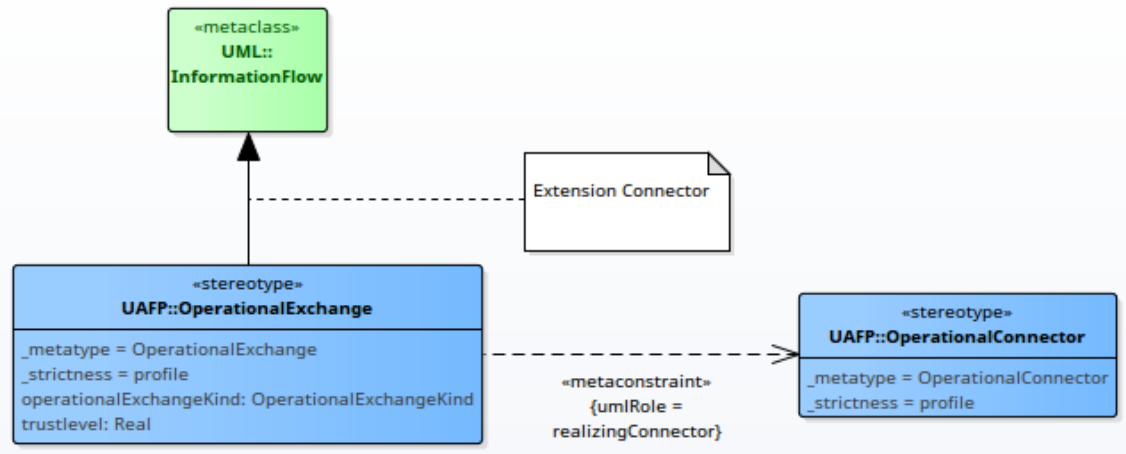 «metaclass»
UML::
InformationFlow
Extension Connector
«stereotype»
UAFP::OperationalExchange
_metatype = OperationalExchange
_strictness = profile
operationalExchangeKind: OperationalExchangeKind
trustlevel: Real
«metaconstraint»
{umlRole =
realizingConnector}
«stereotype»
UAFP::OperationalConnector
_metatype = OperationalConnector
_strictness = profile